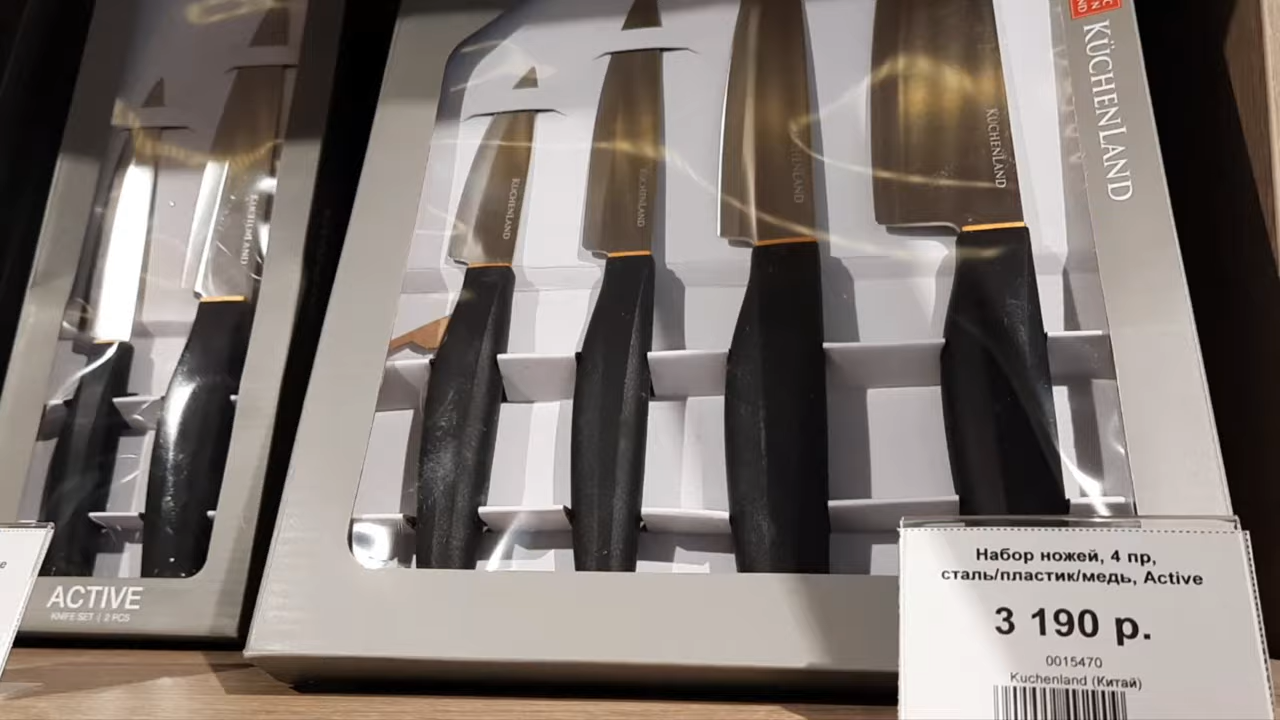 KÜCHENLAND
KÜCHENLAND
KÜCHENLAND
KÜCHENLAND
KÜCHENLAND
ACTIVE
KNIFE SET | 2 PCS
Набор ножей, 4 пр,
сталь/пластик/медь, Active
3 190 р.
0015470
Kuchenland (Китай)